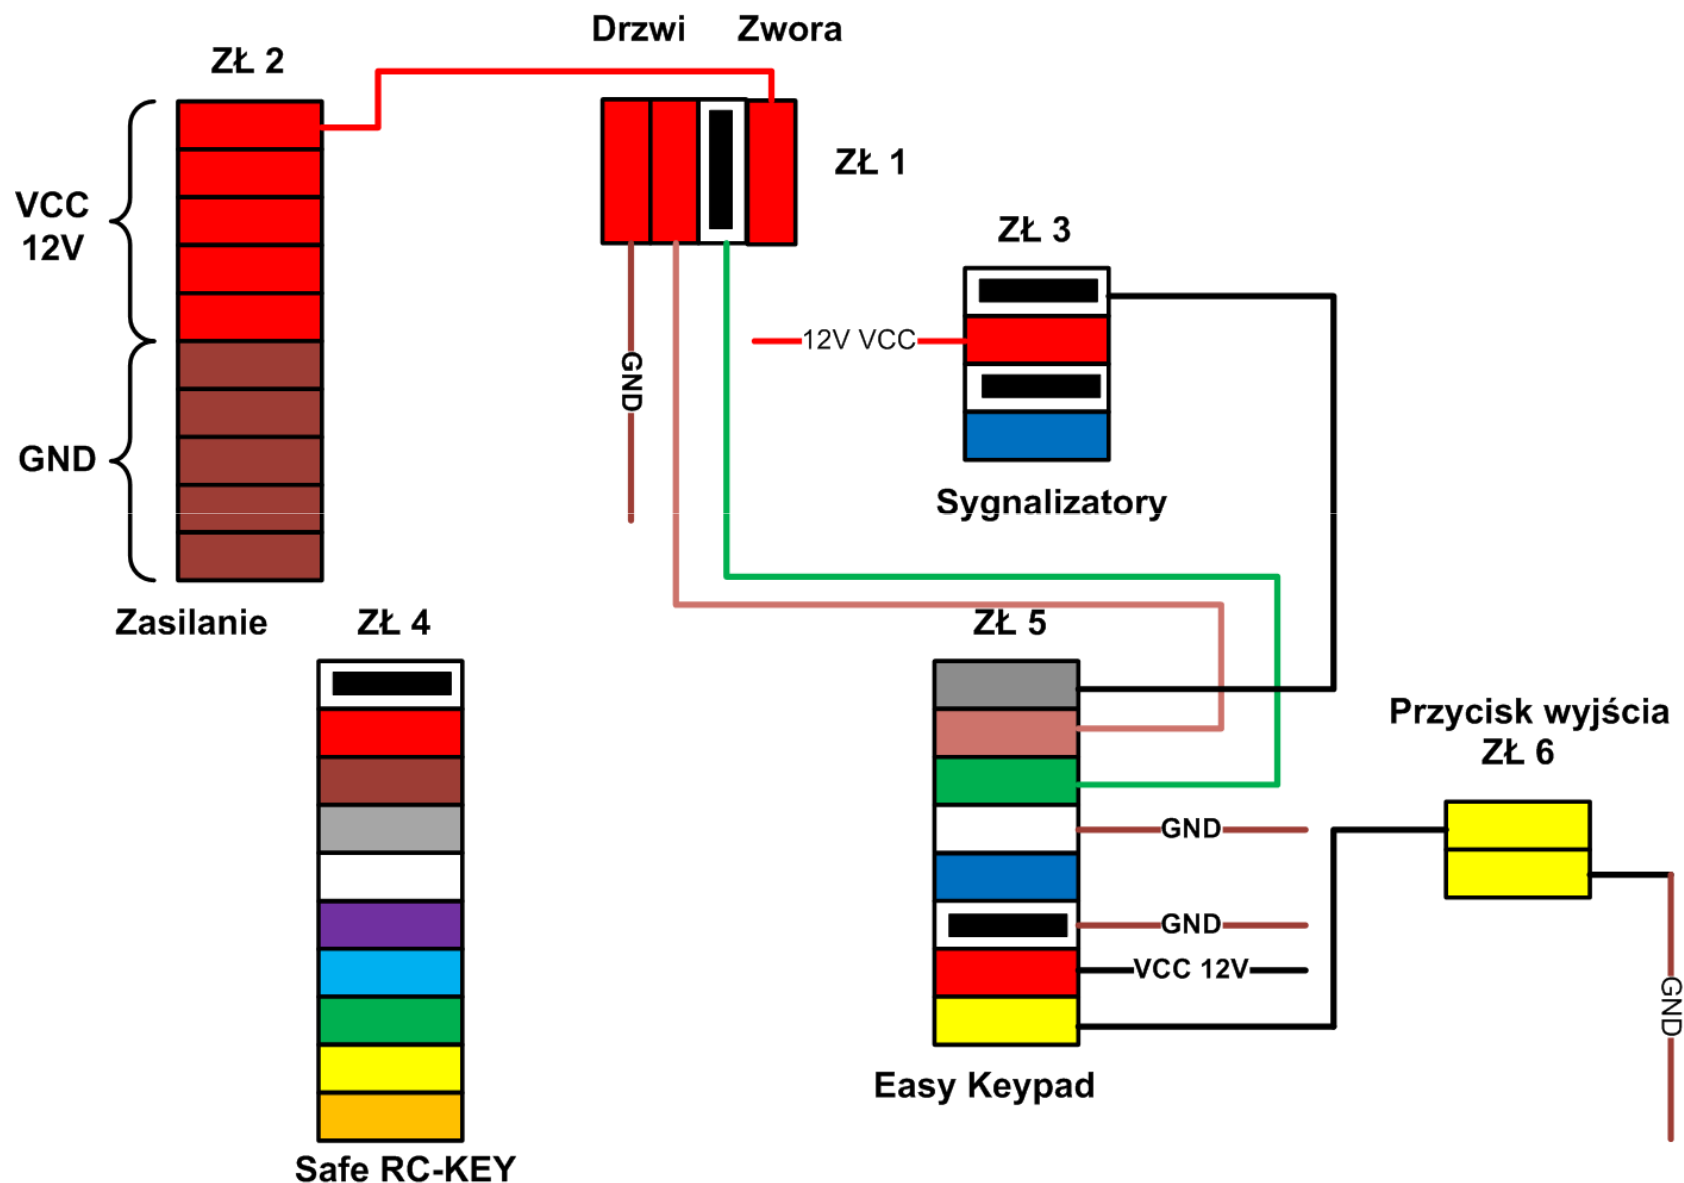 Drzwi
Zwora
ZŁ 2
ZŁ 1
VCC
12V
ZŁ 3
12V VCC
GND
GND
Sygnalizatory
Zasilanie
ZŁ 4
ZŁ 5
Przycisk wyjścia
ZŁ 6
GND
GND
VCC 12V
GND
Easy Keypad
Safe RC-KEY